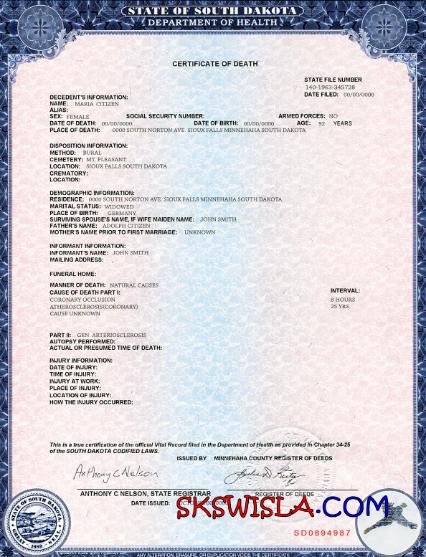 STATE OF SOUTH DAKOTA
DEPARTMENT OF HEALTH
CERTIFICATE OF DEATH
STATE FILE NUMBER
140-1963-345728
DATE FILED: 00/00/0000
DECEDENT'S INFORMATION:
NAME: MARIA CITIZEN
ALIAS:
SEX: FEMALE SOCIAL SECURITY NUMBER: ARMED FORCES: NO
DATE OF DEATH: 00/00/0000 DATE OF BIRTH: 00/00/0000 AGE: 92 YEARS
PLACE OF DEATH: 0000 SOUTH NORTON AVE. SIOUX FALLS MINNEHAHA SOUTH DAKOTA
DISPOSITION INFORMATION:
METHOD: BURAL
CEMETERY: MT. PLEASANT
LOCATION: SIOUX FALLS SOUTH DAKOTA
CREMATORY:
LOCATION:
DEMOGRAPHIC INFORMATION:
RESIDENCE: 0000 SOUTH NORTON AVE. SIOUX FALLS MINNEHAHA SOUTH DAKOTA
MARITAL STATUS: WIDOWED
PLACE OF BIRTH: GERMANY
SURVIVING SPOUSE'S NAME, IF WIFE MAIDEN NAME: JOHN SMITH
FATHER'S NAME: ADOLPH CITIZEN
MOTHER'S NAME PRIOR TO FIRST MARRIAGE: UNKNOWN
INFORMANT INFORMATION:
INFORMANT'S NAME: JOHN SMITH
MAILING ADDRESS:
FUNERAL HOME:
MANNER OF DEATH: NATURAL CAUSES
CAUSE OF DEATH PART I: INTERVAL:
CORONARY OCCLUSION 6 HOURS
ATHEROSCLEROSIS(CORONARY) 25 YRS.
CAUSE UNKNOWN
PART II: GEN ARTERIOSCLEROSIS
AUTOPSY PERFORMED:
ACTUAL OR PRESUMED TIME OF DEATH:
INJURY INFORMATION:
DATE OF INJURY:
TIME OF INJURY:
INJURY AT WORK:
PLACE OF INJURY:
LOCATION OF INJURY:
HOW THE INJURY OCCURRED:
This is a true certification of the official Vital Record filed in the Department of Health as provided in Chapter 34-25
of the SOUTH DAKOTA CODIFIED LAWS.
ISSUED BY MINNEHAHA COUNTY REGISTER OF DEEDS
Anthony C Nelson
ANTHONY C NELSON, STATE REGISTRAR REGISTER OF DEEDS
DATE ISSUED:
SKSWISLA.COM
SD0894987
ANY ALTERATION, ERASURE, OR DUPLICATION VOIDS THE CERTIFICATE